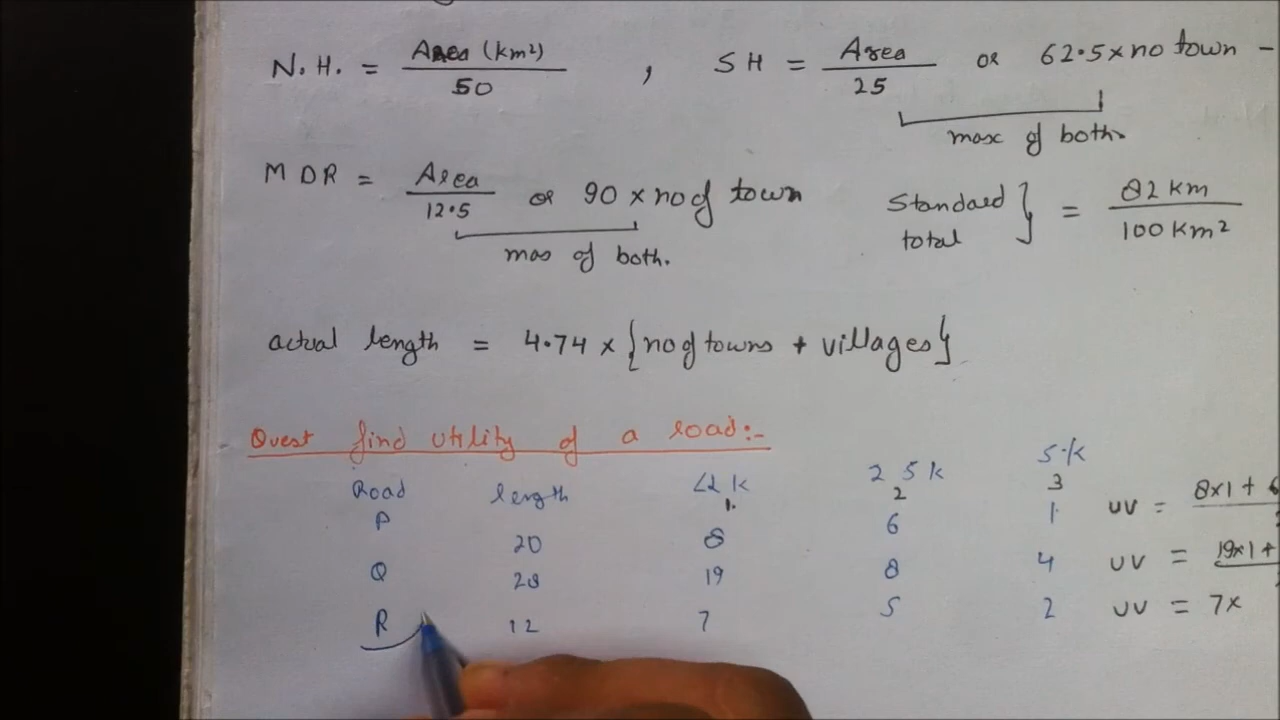 N.H. = Area (km²) / 50 , SH = Area / 25 or 62.5 x no town -
max of both.
MDR = Area / 12.5 or 90 x no of town
max of both.
Standard total } = 82 km / 100 km²
actual length = 4.74 x {no of towns + villages}
Quest find utility of a road:-
Road length <2 k 2 5 k 5.k
1. 2 3
P 20 8 6 1 UV = 8x1 +
Q 28 19 8 4 UV = 19x1 +
R 12 7 5 2 UV = 7x